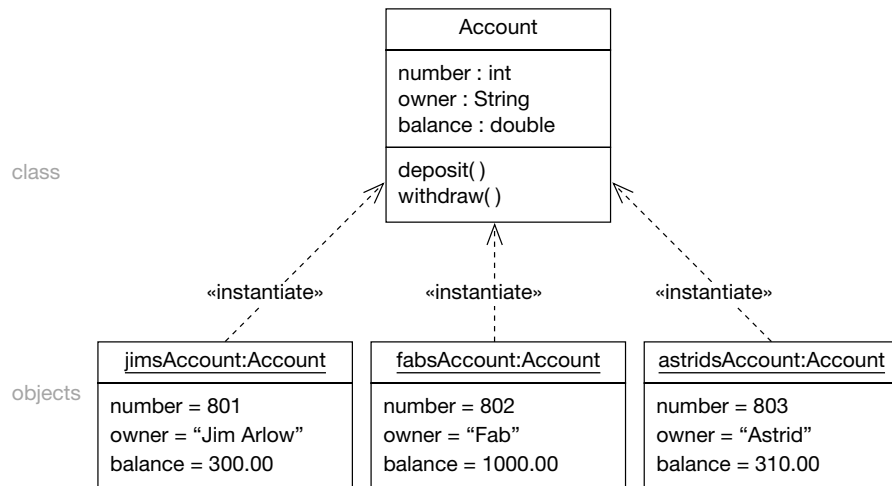 Account
number : int
owner : String
balance : double
class
deposit( )
withdraw( )
«instantiate» «instantiate» «instantiate»
jimsAccount:Account fabsAccount:Account astridsAccount:Account
objects
number = 801 number = 802 number = 803
owner = “Jim Arlow” owner = “Fab” owner = “Astrid”
balance = 300.00 balance = 1000.00 balance = 310.00